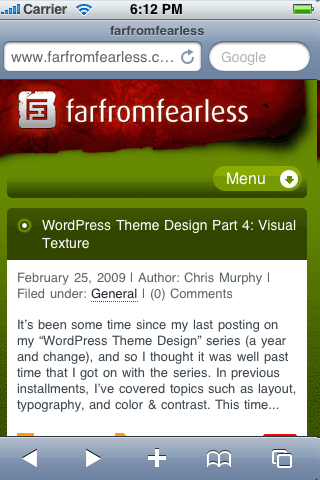 Carrier 6:12 PM
farfromfearless
www.farfromfearless.c... Google
farfromfearless
Menu
WordPress Theme Design Part 4: Visual
Texture
February 25, 2009 | Author: Chris Murphy |
Filed under: General | (0) Comments
It's been some time since my last posting on
my “WordPress Theme Design” series (a year
and change), and so I thought it was well past
time that I got on with the series. In previous
installments, I've covered topics such as layout,
typography, and color & contrast. This time...